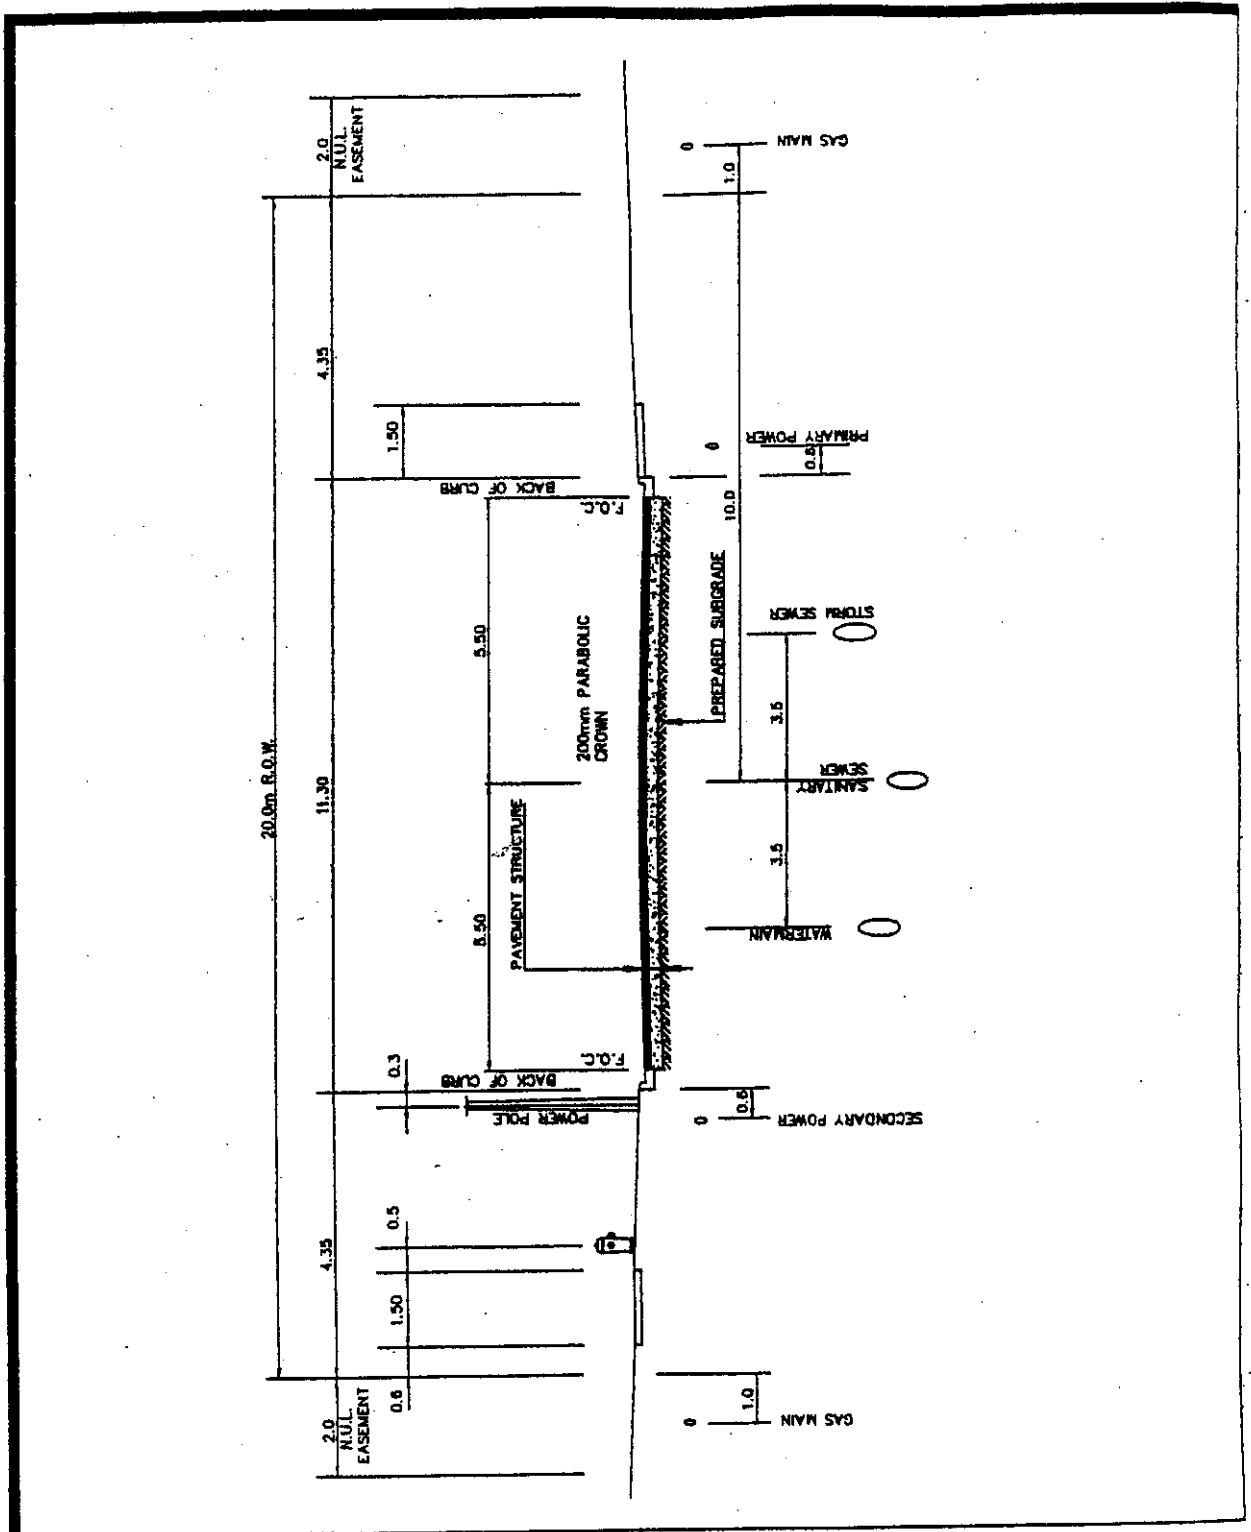 20.0m R.O.W.
2.0
N.U.L.
EASEMENT
4.35
11.30
4.35
2.0
N.U.L.
EASEMENT
0.6
1.50
0.5
0.3
1.50
POWER POLE
BACK OF CURB
BACK OF CURB
5.50
5.50
F.O.C.
F.O.C.
PAVEMENT STRUCTURE
200mm PARABOLIC
CROWN
PREPARED SUBGRADE
1.0
GAS MAIN
0.6
SECONDARY POWER
WATERMAIN
3.5
SANITARY
SEWER
3.5
STORM SEWER
10.0
0.6
PRIMARY POWER
1.0
GAS MAIN
0
0
0
0